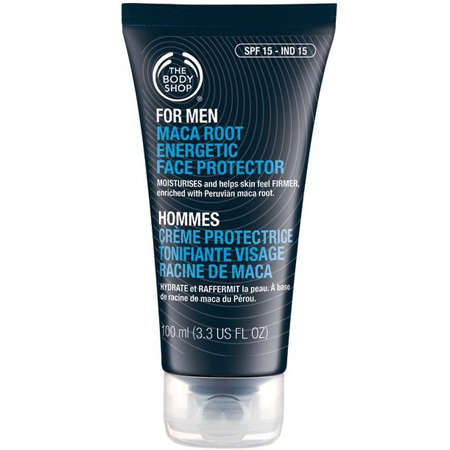 SPF 15 - IND 15
THE
BODY
SHOP®
FOR MEN
MACA ROOT
ENERGETIC
FACE PROTECTOR
MOISTURISES and helps skin feel FIRMER,
enriched with Peruvian maca root.
HOMMES
CRÈME PROTECTRICE
TONIFIANTE VISAGE
RACINE DE MACA
HYDRATE et RAFFERMIT la peau. À base
de racine de maca du Pérou.
100 ml (3.3 US FL OZ)